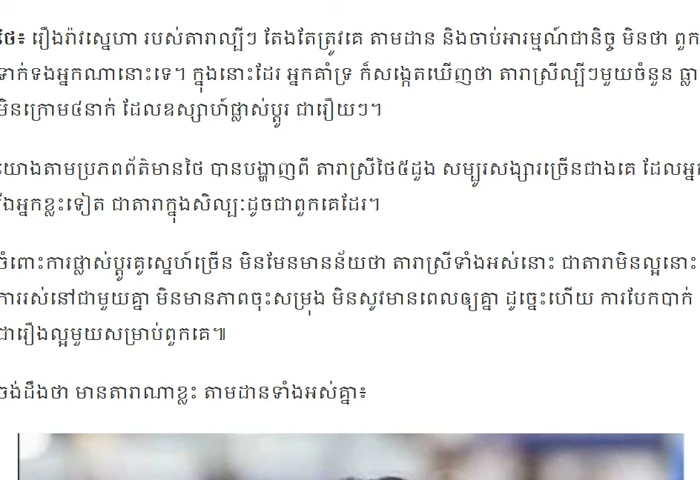 ថៃ៖ រឿងរ៉ាវស្នេហា របស់តារាល្បីៗ តែងតែត្រូវគេ តាមដាន និងចាប់អារម្មណ៍ជានិច្ច មិនថា ពួក
ទាក់ទងអ្នកណានោះទេ។ ក្នុងនោះដែរ អ្នកគាំទ្រ ក៏សង្កេតឃើញថា តារាស្រីល្បីៗមួយចំនួន ធ្លា
មិនក្រោម៤នាក់ ដែលឧស្សាហ៍ផ្លាស់ប្ដូរ ជារឿយៗ។
យោងតាមប្រភពព័ត៌មានថៃ បានបង្ហាញពី តារាស្រីថៃ៥ដួង សម្បូរសង្សារច្រើនជាងគេ ដែលអ្នក
រីឯអ្នកខ្លះទៀត ជាតារាក្នុងសិល្បៈដូចជាពួកគេដែរ។
ចំពោះការផ្លាស់ប្ដូរគូស្នេហ៍ច្រើន មិនមែនមានន័យថា តារាស្រីទាំងអស់នោះ ជាតារាមិនល្អនោះ
ការរស់នៅជាមួយគ្នា មិនមានភាពចុះសម្រុង មិនសូវមានពេលឲ្យគ្នា ដូច្នេះហើយ ការបែកបាក់
ជារឿងល្អមួយសម្រាប់ពួកគេ៕
ចង់ដឹងថា មានតារាណាខ្លះ តាមដានទាំងអស់គ្នា៖